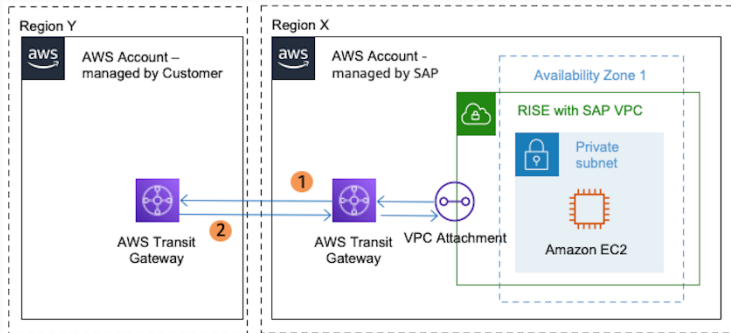 Region Y
Region X
aws
AWS Account –
managed by Customer
aws
AWS Account -
managed by SAP
Availability Zone 1
RISE with SAP VPC
Private
subnet
1
2
AWS Transit
Gateway
AWS Transit
Gateway
VPC Attachment
Amazon EC2